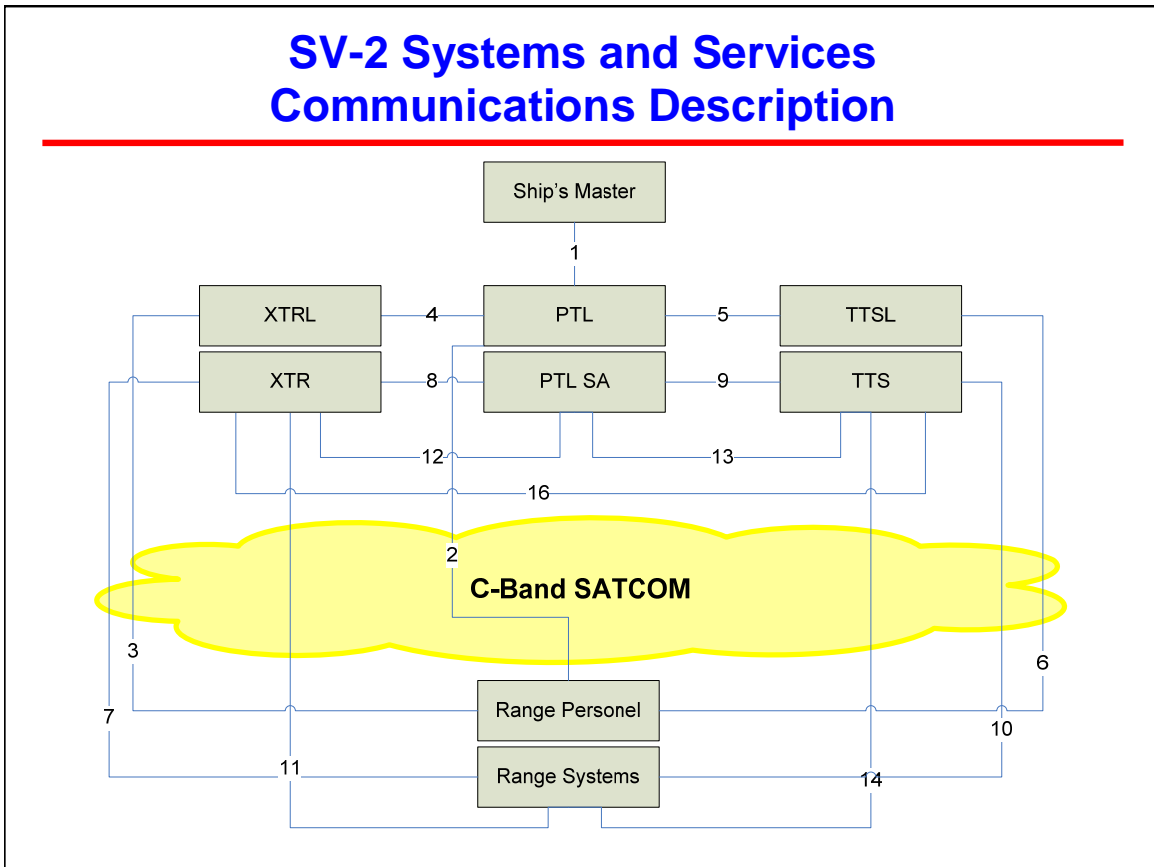 SV-2 Systems and Services
Communications Description
Ship's Master
1
XTRL
4
PTL
5
TTSL
XTR
8
PTL SA
9
TTS
12
13
16
2
C-Band SATCOM
3
6
Range Personel
7
10
11
Range Systems
14